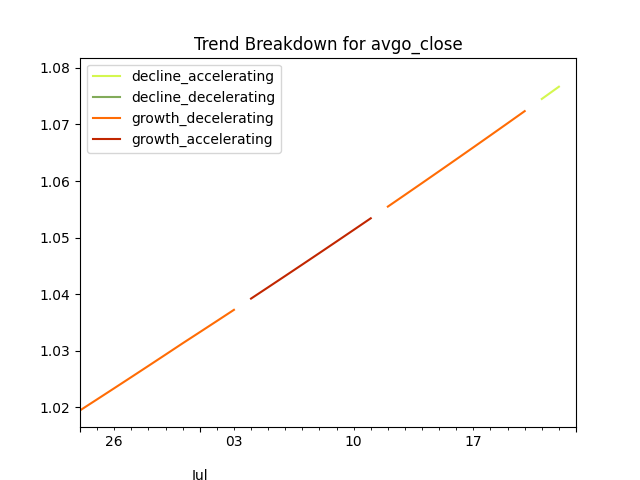 Trend Breakdown for avgo_close
decline_accelerating
decline_decelerating
growth_decelerating
growth_accelerating
1.08
1.07
1.06
1.05
1.04
1.03
1.02
26 03 10 17
Jul